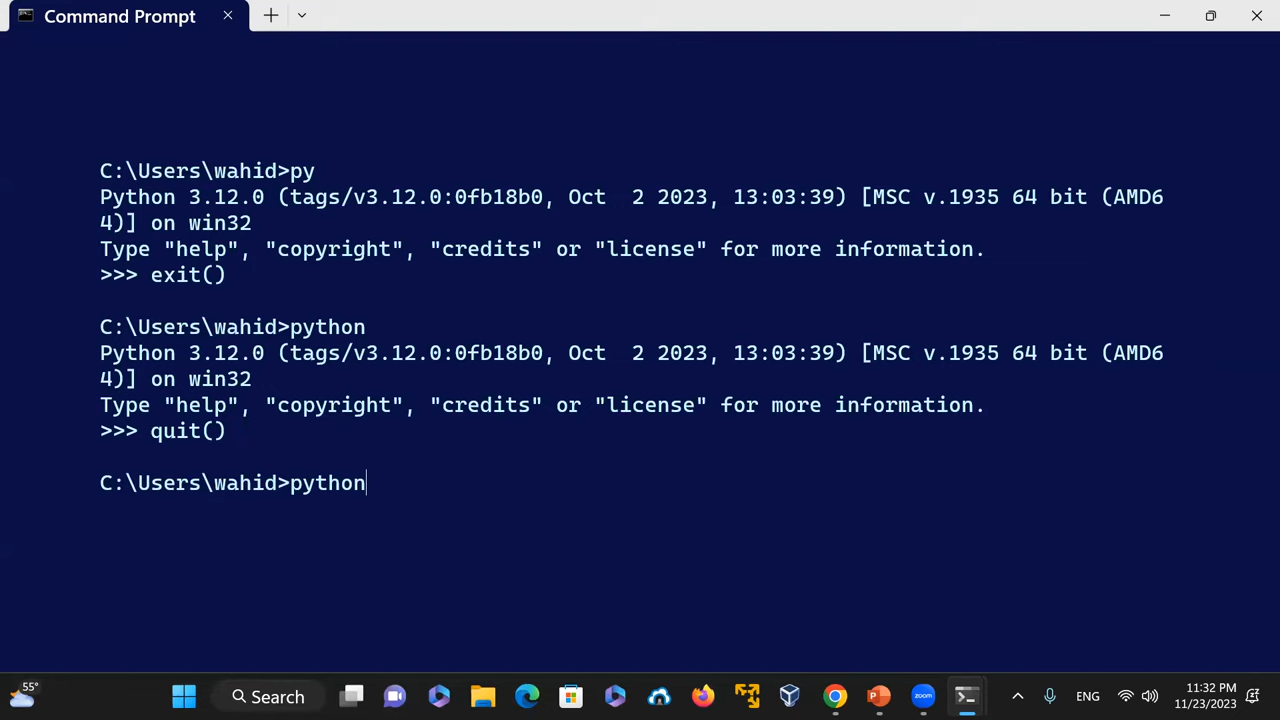 Command Prompt
C:\Users\wahid>py
Python 3.12.0 (tags/v3.12.0:0fb18b0, Oct  2 2023, 13:03:39) [MSC v.1935 64 bit (AMD6
4)] on win32
Type "help", "copyright", "credits" or "license" for more information.
>>> exit()
C:\Users\wahid>python
Python 3.12.0 (tags/v3.12.0:0fb18b0, Oct  2 2023, 13:03:39) [MSC v.1935 64 bit (AMD6
4)] on win32
Type "help", "copyright", "credits" or "license" for more information.
>>> quit()
C:\Users\wahid>python
55°
Search
zoom
ENG
11:32 PM
11/23/2023